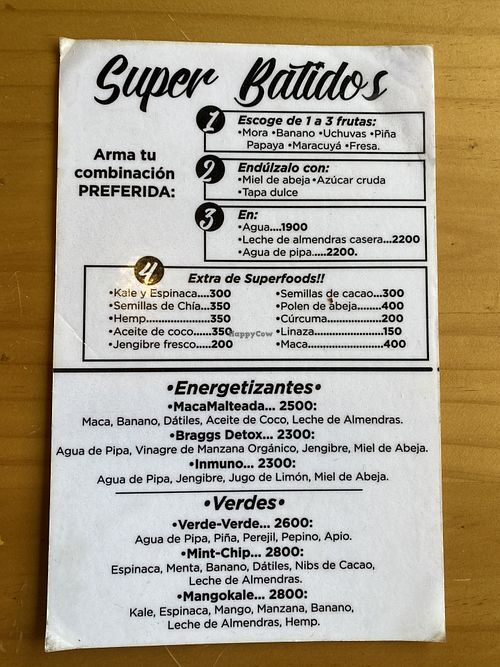 Super Batidos
Arma tu
combinación
PREFERIDA:
1
Escoge de 1 a 3 frutas:
•Mora •Banano •Uchuvas •Piña
Papaya •Maracuyá •Fresa.
2
Endúlzalo con:
•Miel de abeja •Azúcar cruda
•Tapa dulce
3
En:
•Agua....1900
•Leche de almendras casera...2200
•Agua de pipa.....2200.
4
Extra de Superfoods!!
•Kale y Espinaca....300
•Semillas de Chía...350
•Hemp...................350
•Aceite de coco......350
•Jengibre fresco.....200
•Semillas de cacao...300
•Polen de abeja.......400
•Cúrcuma...............200
•Linaza....................150
•Maca......................400
HappyCow
•Energetizantes•
•MacaMalteada... 2500:
Maca, Banano, Dátiles, Aceite de Coco, Leche de Almendras.
•Braggs Detox... 2300:
Agua de Pipa, Vinagre de Manzana Orgánico, Jengibre, Miel de Abeja.
•Inmuno... 2300:
Agua de Pipa, Jengibre, Jugo de Limón, Miel de Abeja.
•Verdes•
•Verde-Verde... 2600:
Agua de Pipa, Piña, Perejil, Pepino, Apio.
•Mint-Chip... 2800:
Espinaca, Menta, Banano, Dátiles, Nibs de Cacao,
Leche de Almendras.
•Mangokale... 2800:
Kale, Espinaca, Mango, Manzana, Banano,
Leche de Almendras, Hemp.